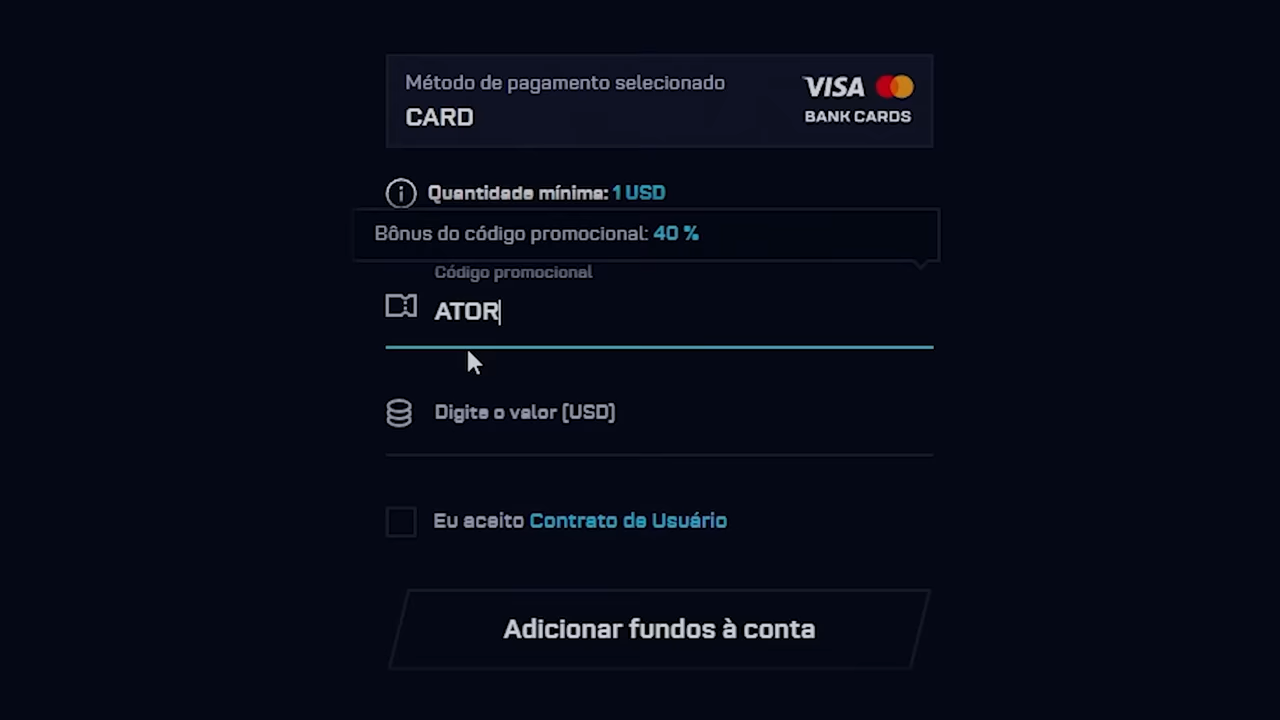 Método de pagamento selecionado
CARD
VISA
BANK CARDS
Quantidade mínima: 1 USD
Bônus do código promocional: 40 %
Código promocional
ATOR
Digite o valor (USD)
Eu aceito Contrato de Usuário
Adicionar fundos à conta